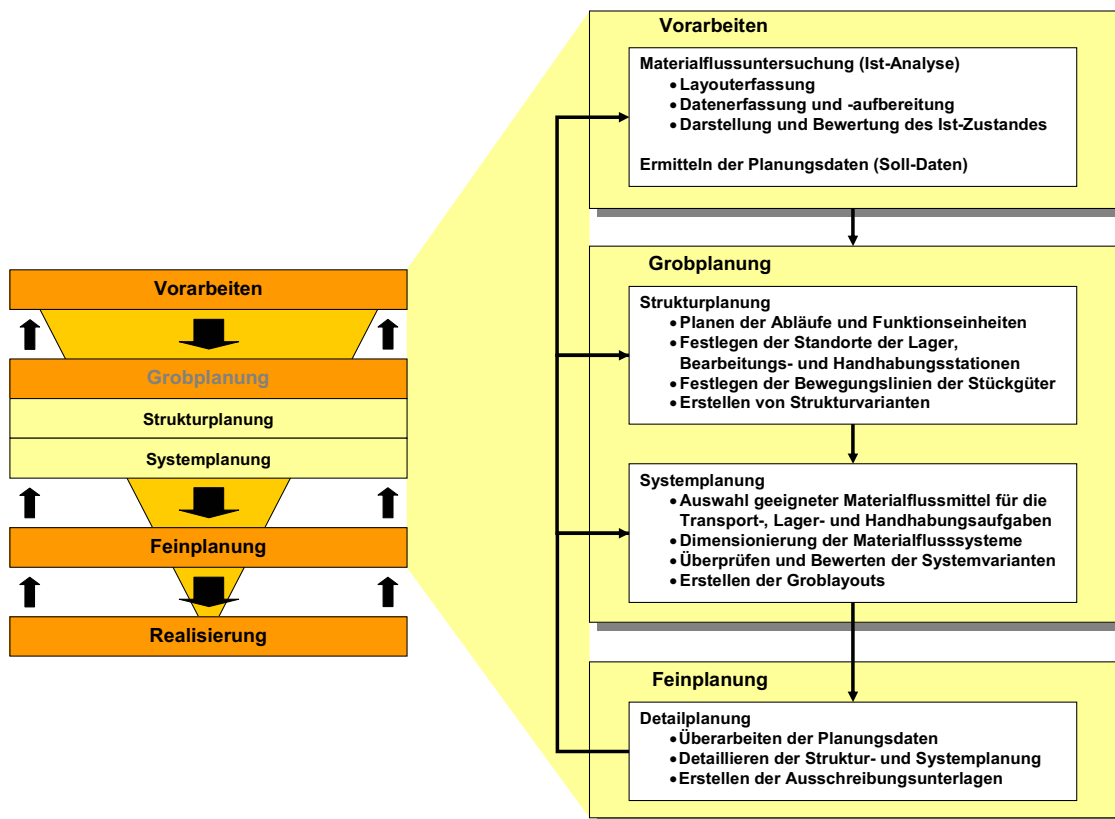 Vorarbeiten
Grobplanung
Strukturplanung
Systemplanung
Feinplanung
Realisierung
Vorarbeiten
Materialflussuntersuchung (Ist-Analyse)
•Layouterfassung
•Datenerfassung und -aufbereitung
•Darstellung und Bewertung des Ist-Zustandes
Ermitteln der Planungsdaten (Soll-Daten)
Grobplanung
Strukturplanung
•Planen der Abläufe und Funktionseinheiten
•Festlegen der Standorte der Lager,
Bearbeitungs- und Handhabungsstationen
•Festlegen der Bewegungslinien der Stückgüter
•Erstellen von Strukturvarianten
Systemplanung
•Auswahl geeigneter Materialflussmittel für die
Transport-, Lager- und Handhabungsaufgaben
•Dimensionierung der Materialflusssysteme
•Überprüfen und Bewerten der Systemvarianten
•Erstellen der Groblayouts
Feinplanung
Detailplanung
•Überarbeiten der Planungsdaten
•Detaillieren der Struktur- und Systemplanung
•Erstellen der Ausschreibungsunterlagen